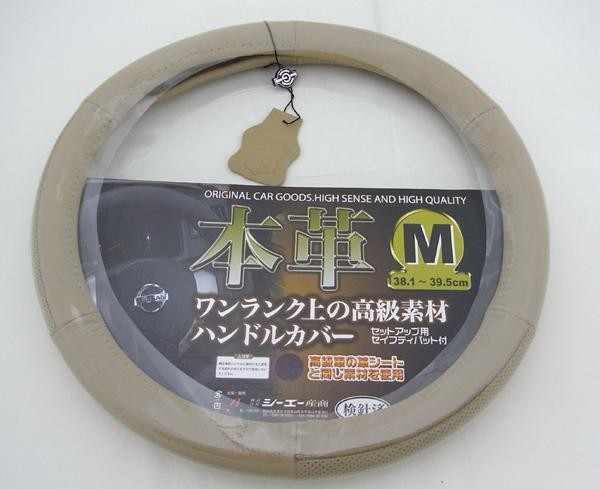 ORIGINAL CAR GOODS.HIGH SENSE AND HIGH QUALITY
本革
M
38.1～39.5cm
ワンランク上の高級素材
ハンドルカバー
セットアップ用
セイフティパット付
高級車の革シート
と同じ素材を使用
シーエー産商
検針済